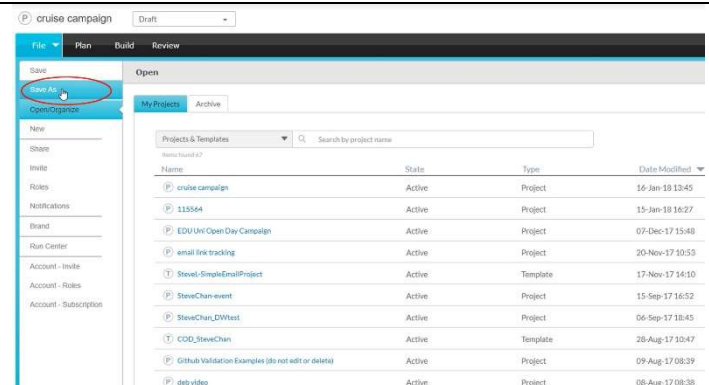 P cruise campaign Draft
File Plan Build Review
Save
Open
Save As
Open/Organize
My Projects Archive
New
Projects & Templates Search by project name
Share
Items found 67
Invite
Name State Type Date Modified
Roles
P cruise campaign Active Project 16-Jan-18 13:45
Notifications
P 115564 Active Project 15-Jan-18 16:27
Brand
P EDU Uni Open Day Campaign Active Project 07-Dec-17 15:48
Run Center
P email link tracking Active Project 20-Nov-17 10:53
Account - Invite
T SteveL-SimpleEmailProject Active Template 17-Nov-17 14:10
Account - Roles
P SteveChan-event Active Project 15-Sep-17 16:52
Account - Subscription
P SteveChan_DWtest Active Project 06-Sep-17 18:45
T COD_SteveChan Active Template 28-Aug-17 10:47
P Github Validation Examples (do not edit or delete) Active Project 09-Aug-17 08:39
P deb video Active Project 08-Aug-17 08:38